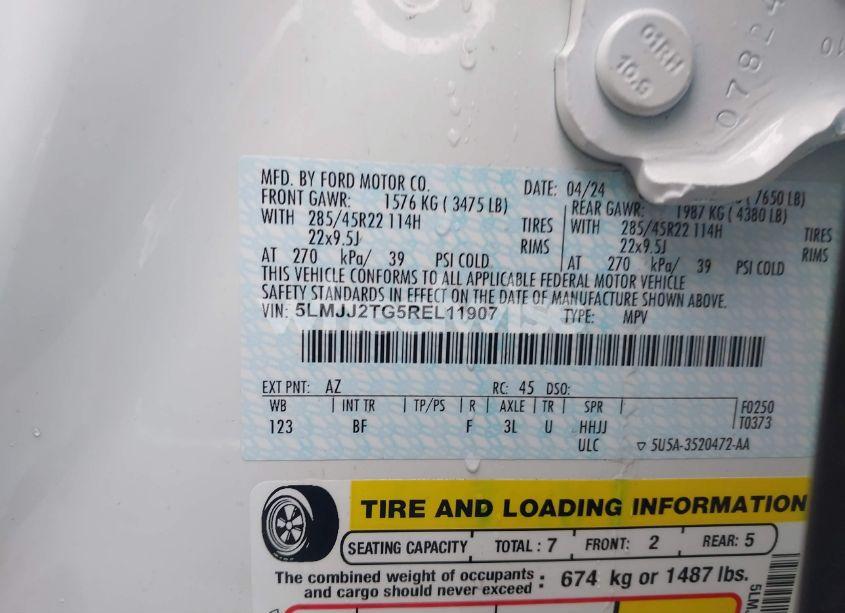 01RH
10.9
0782
MFD. BY FORD MOTOR CO.
DATE: 04/24
FRONT GAWR: 1576 KG ( 3475 LB)
( 7650 LB)
REAR GAWR: 1987 KG ( 4380 LB)
WITH 285/45R22 114H TIRES
WITH 285/45R22 114H TIRES
22x9.5J RIMS
22x9.5J RIMS
AT 270 kPa/ 39 PSI COLD
AT 270 kPa/ 39 PSI COLD
THIS VEHICLE CONFORMS TO ALL APPLICABLE FEDERAL MOTOR VEHICLE
SAFETY STANDARDS IN EFFECT ON THE DATE OF MANUFACTURE SHOWN ABOVE.
VIN: 5LMJJ2TG5REL11907 TYPE: MPV
EXT PNT: AZ RC: 45 DSO:
WB INT TR TP/PS R AXLE TR SPR
F0250
123 BF F 3L U HHJJ
T0373
ULC ▽ 5U5A-3520472-AA
TIRE AND LOADING INFORMATION
SEATING CAPACITY TOTAL : 7 FRONT: 2 REAR: 5
The combined weight of occupants
and cargo should never exceed : 674 kg or 1487 lbs.
5LM